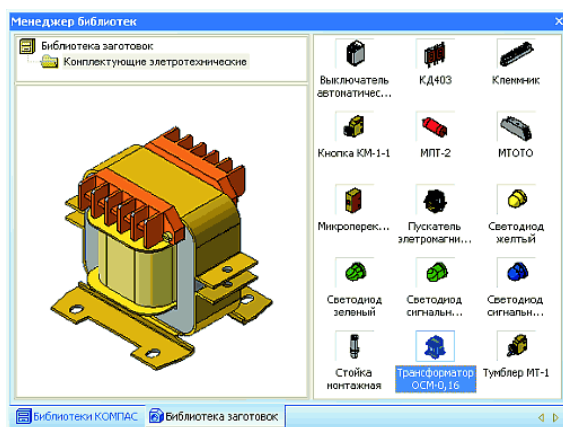 Менеджер библиотек
Библиотека заготовок
Комплектующие элетротехнические
Выключатель
автоматичес...
КД403
Клеммник
Кнопка КМ-1-1
МЛТ-2
МТОТО
Микроперек...
Пускатель
элетромагни...
Светодиод
желтый
Светодиод
зеленый
Светодиод
сигнальн...
Светодиод
сигнальн...
Стойка
монтажная
Трансформатор
ОСМ-0,16
Тумблер МТ-1
Библиотеки КОМПАС
Библиотека заготовок